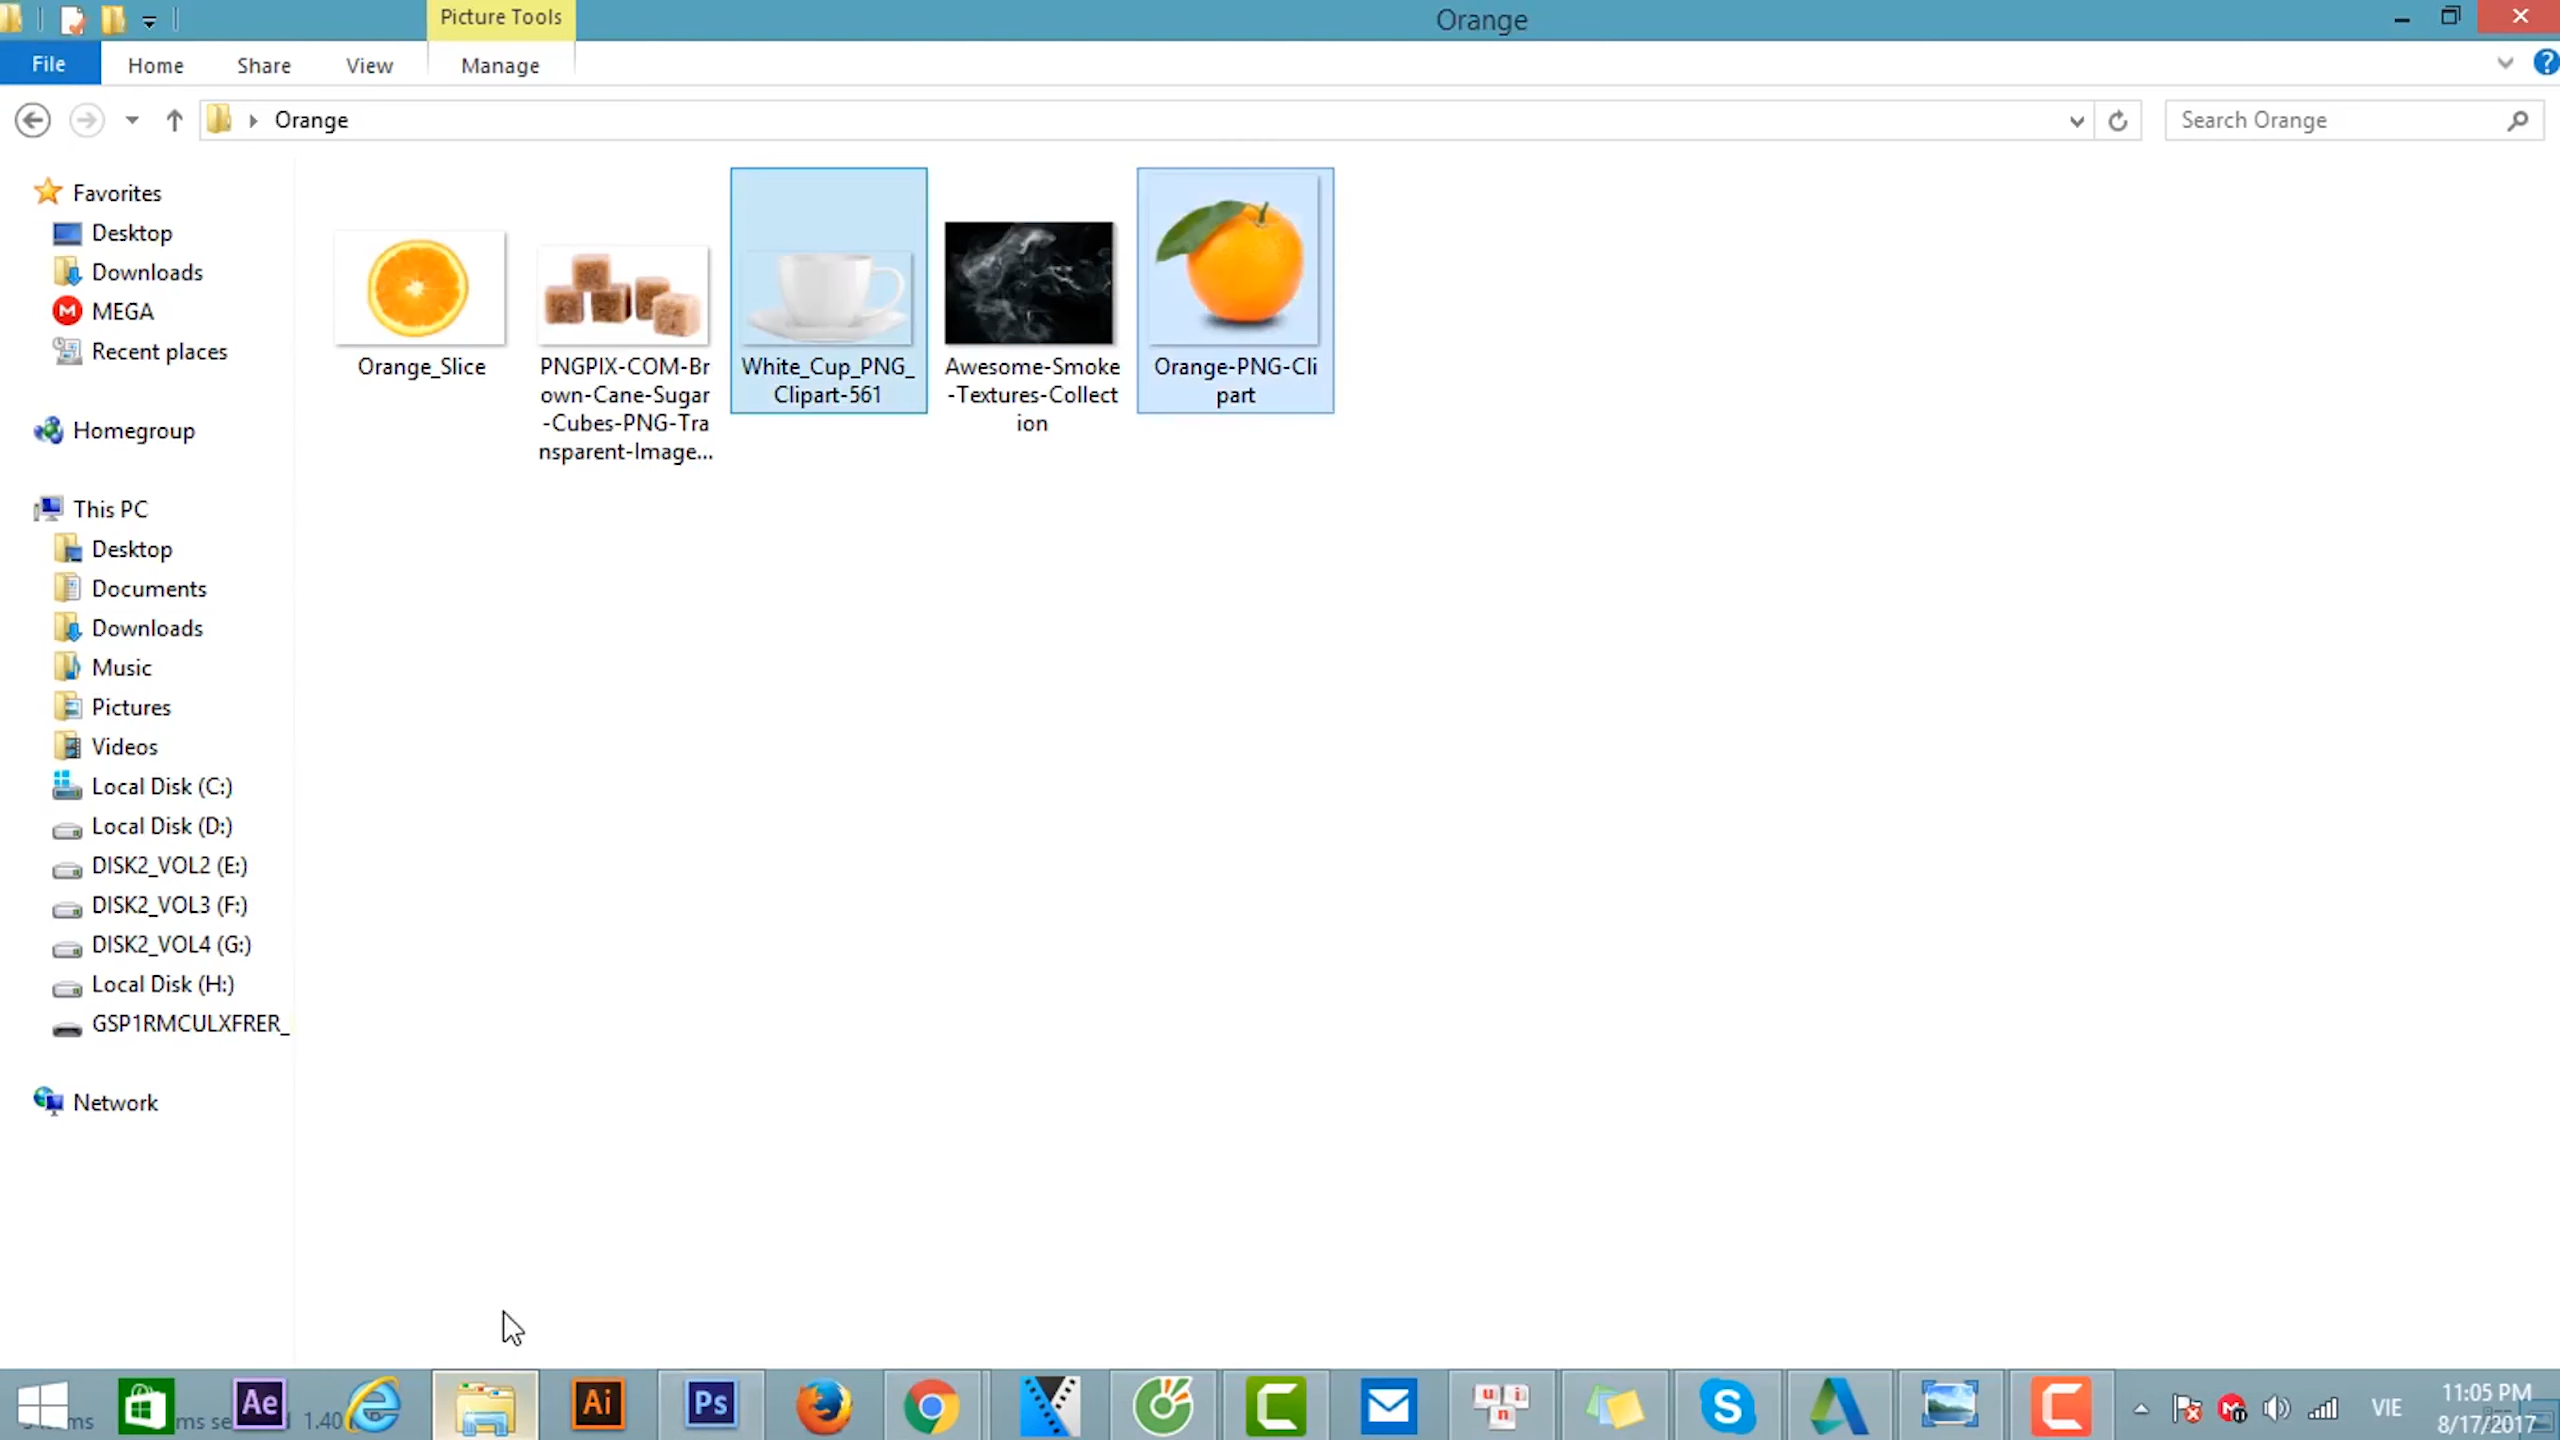 Picture Tools
Orange
File
Home
Share
View
Manage
Orange
Search Orange
Favorites
Desktop
Downloads
MEGA
Recent places
Homegroup
This PC
Desktop
Documents
Downloads
Music
Pictures
Videos
Local Disk (C:)
Local Disk (D:)
DISK2_VOL2 (E:)
DISK2_VOL3 (F:)
DISK2_VOL4 (G:)
Local Disk (H:)
GSP1RMCULXFRER_
Network
Orange_Slice
PNGPIX-COM-Br
own-Cane-Sugar
-Cubes-PNG-Tra
nsparent-Image...
White_Cup_PNG_
Clipart-561
Awesome-Smoke
-Textures-Collect
ion
Orange-PNG-Cli
part
Ae
1.40
Ai
Ps
u n i
VIE
11:05 PM
8/17/2017